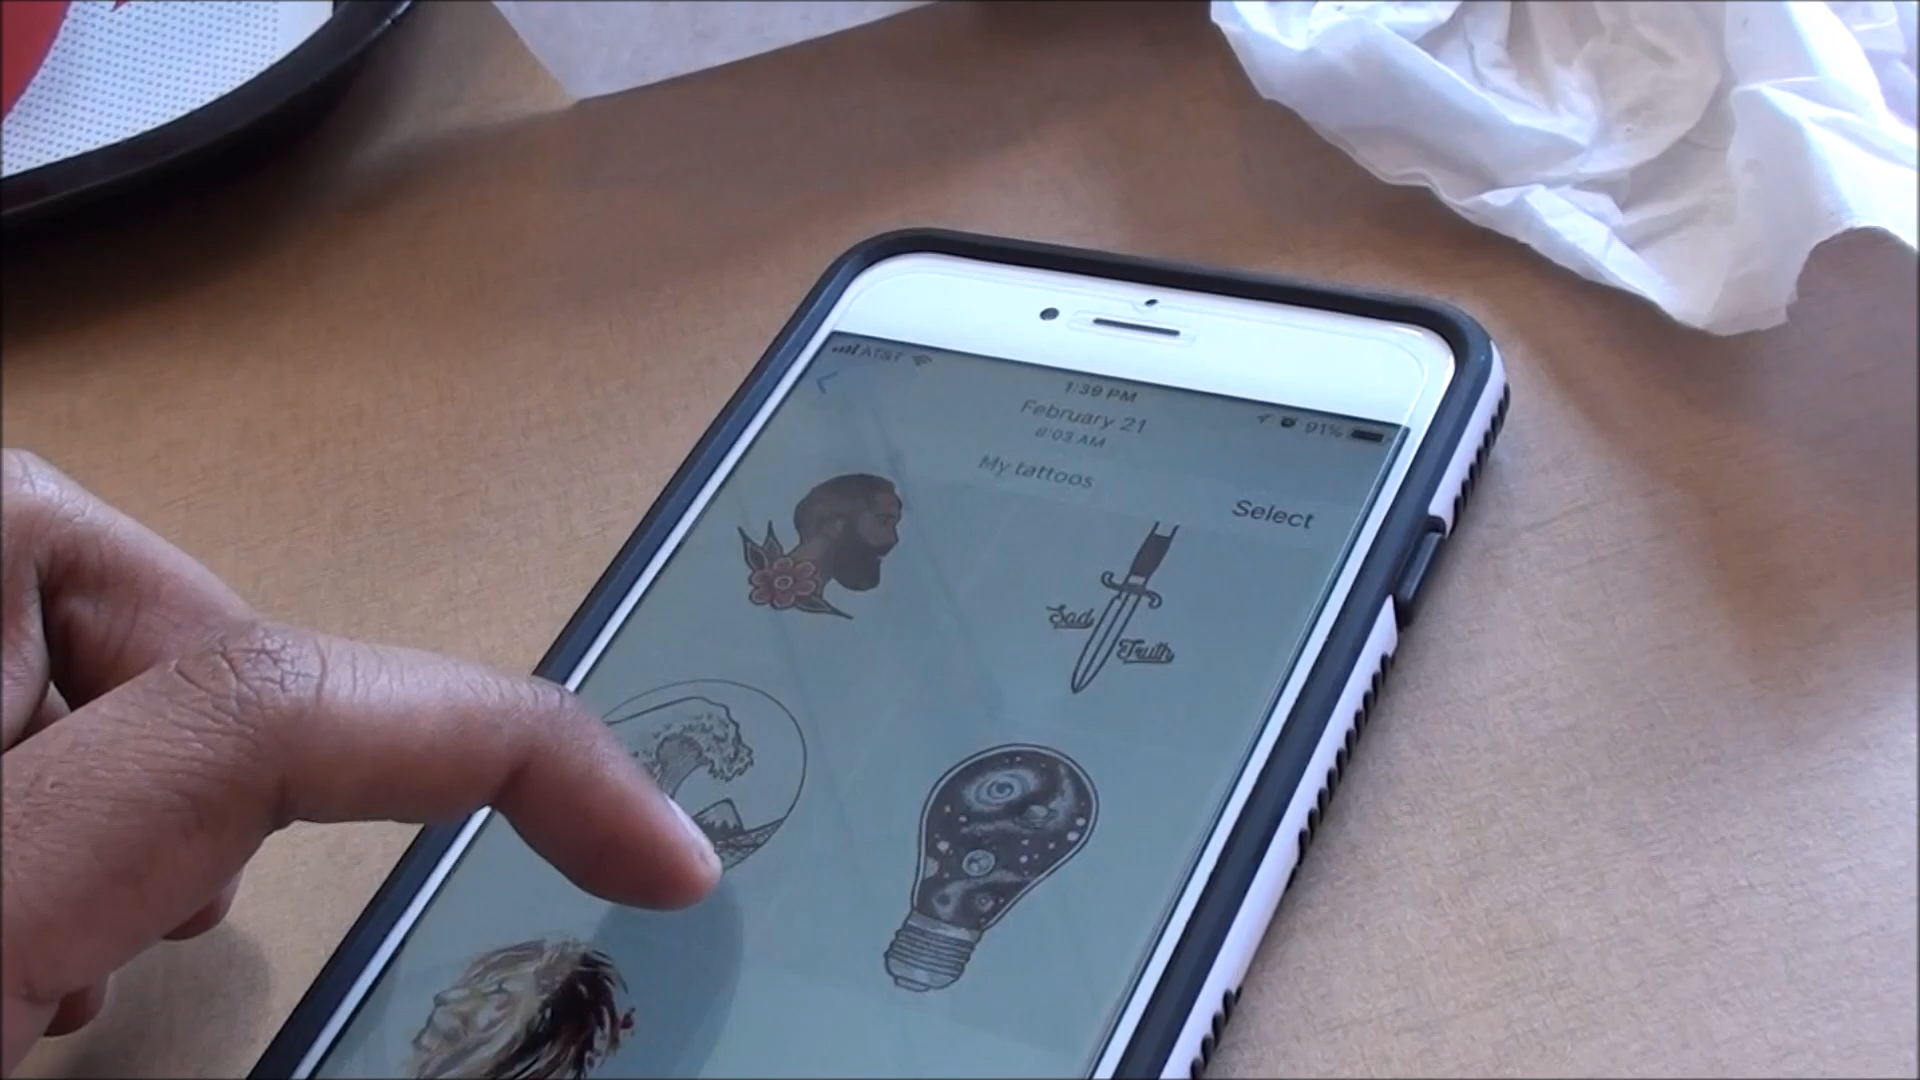 AT&T
1:39 PM
91%
February 21
8:03 AM
My tattoos
Select
Sad
Truth